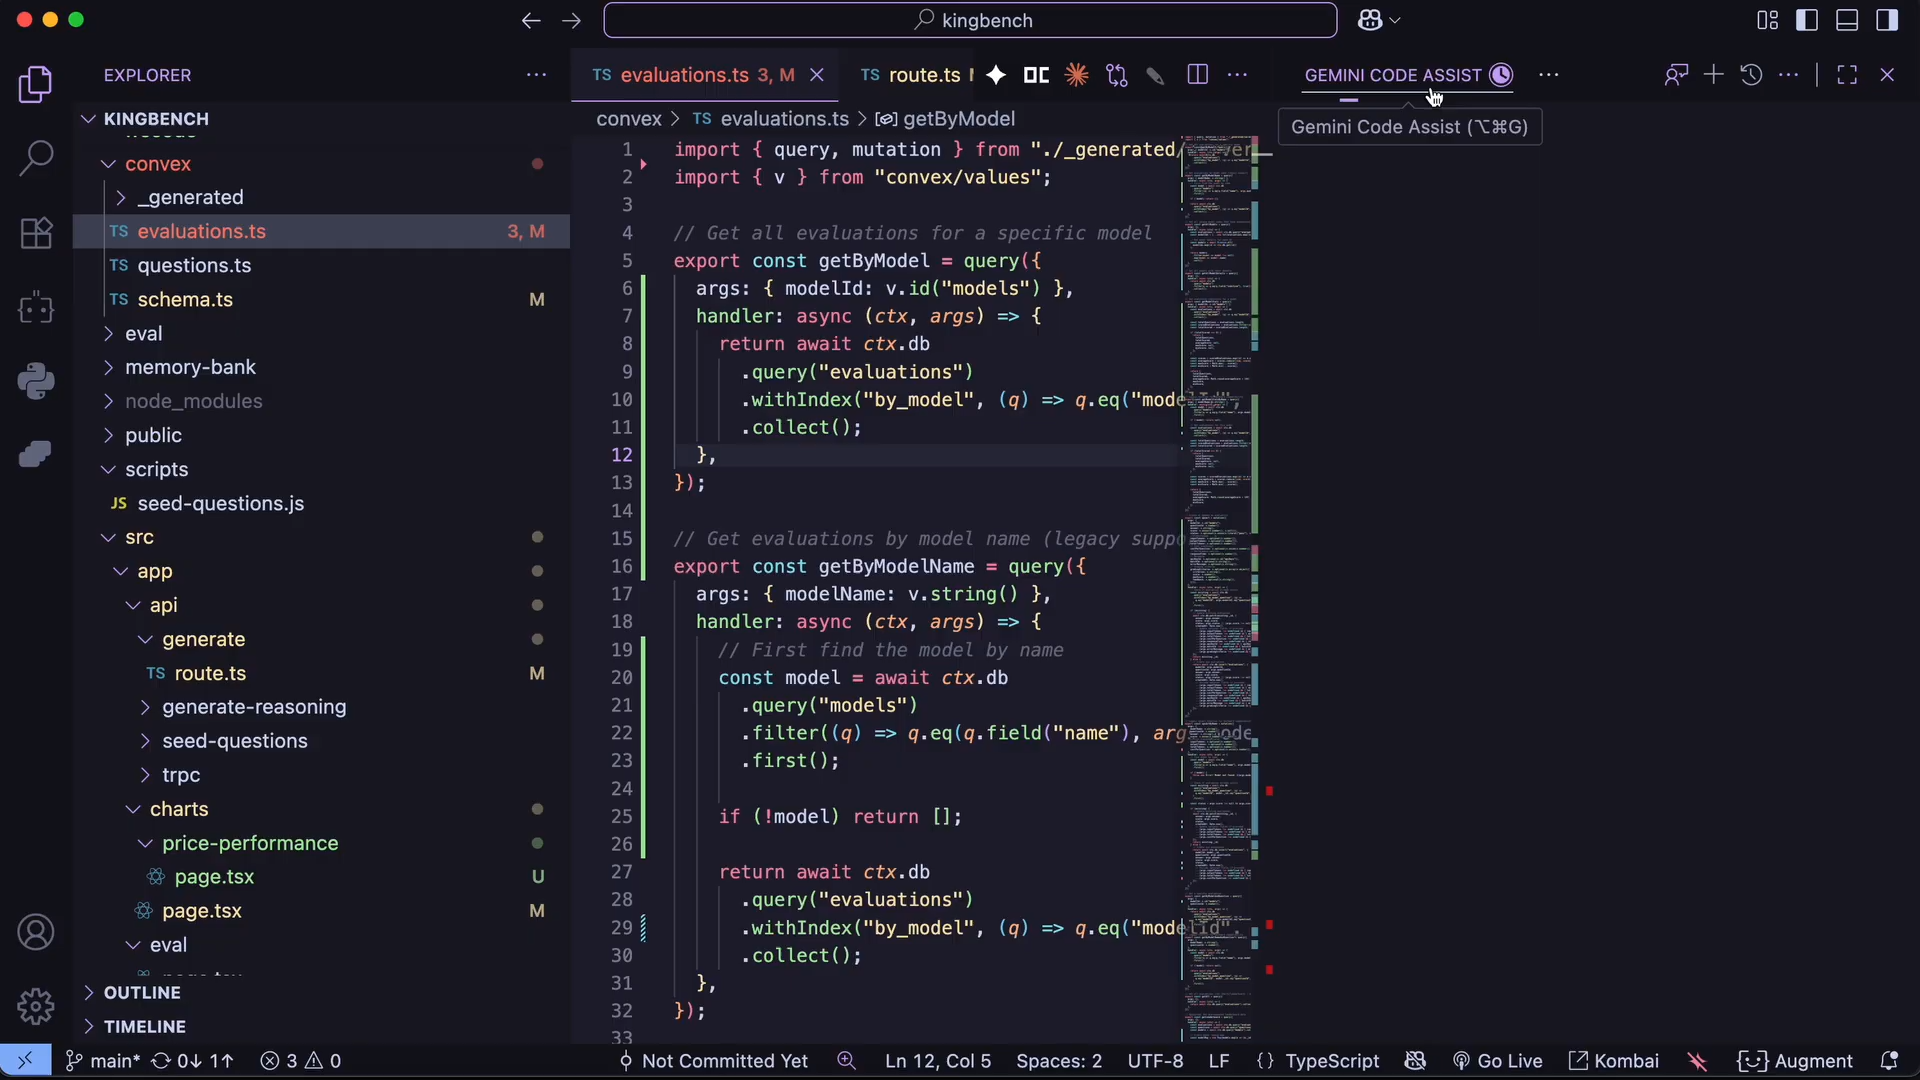 kingbench
EXPLORER
KINGBENCH
convex
_generated
evaluations.ts 3, M
questions.ts
schema.ts M
eval
memory-bank
node_modules
public
scripts
JS seed-questions.js
src
app
api
generate
TS route.ts M
generate-reasoning
seed-questions
trpc
charts
price-performance
page.tsx U
page.tsx M
eval
OUTLINE
TIMELINE
TS evaluations.ts 3, M
TS route.ts
convex > TS evaluations.ts > getByModel
1 import { query, mutation } from "./_generated/
2 import { v } from "convex/values";
3
4 // Get all evaluations for a specific model
5 export const getByModel = query({
6 args: { modelId: v.id("models") },
7 handler: async (ctx, args) => {
8 return await ctx.db
9 .query("evaluations")
10 .withIndex("by_model", (q) => q.eq("modelId",
11 .collect();
12 },
13 });
14
15 // Get evaluations by model name (legacy suppo
16 export const getByModelName = query({
17 args: { modelName: v.string() },
18 handler: async (ctx, args) => {
19 // First find the model by name
20 const model = await ctx.db
21 .query("models")
22 .filter((q) => q.eq(q.field("name"), arg
23 .first();
24
25 if (!model) return [];
26
27 return await ctx.db
28 .query("evaluations")
29 .withIndex("by_model", (q) => q.eq("modelId".
30 .collect();
31 },
32 });
33
GEMINI CODE ASSIST
Gemini Code Assist (⌥⌘G)
main* 0↓ 1↑ 3 0 Not Committed Yet Ln 12, Col 5 Spaces: 2 UTF-8 LF {} TypeScript Go Live Kombai Augment